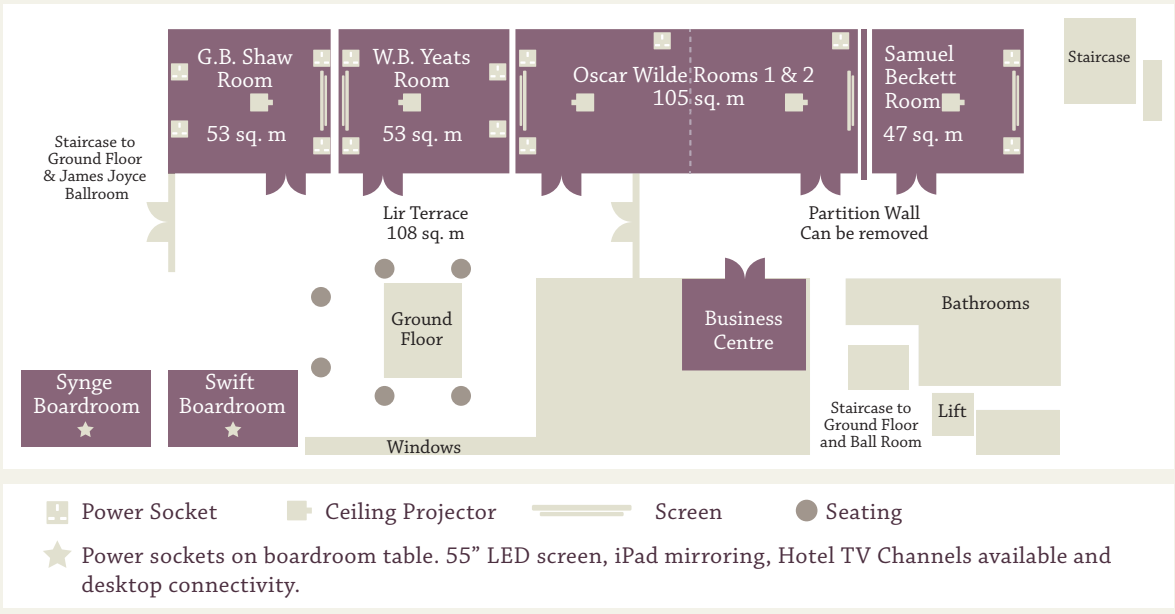 G.B. Shaw
Room
53 sq. m
W.B. Yeats
Room
53 sq. m
Oscar Wilde Rooms 1 & 2
105 sq. m
Samuel
Beckett
Room
47 sq. m
Staircase
Staircase to
Ground Floor
& James Joyce
Ballroom
Lir Terrace
108 sq. m
Partition Wall
Can be removed
Ground
Floor
Business
Centre
Bathrooms
Synge
Boardroom
Swift
Boardroom
Windows
Staircase to
Ground Floor
and Ball Room
Lift
Power Socket
Ceiling Projector
Screen
Seating
Power sockets on boardroom table. 55” LED screen, iPad mirroring, Hotel TV Channels available and
desktop connectivity.